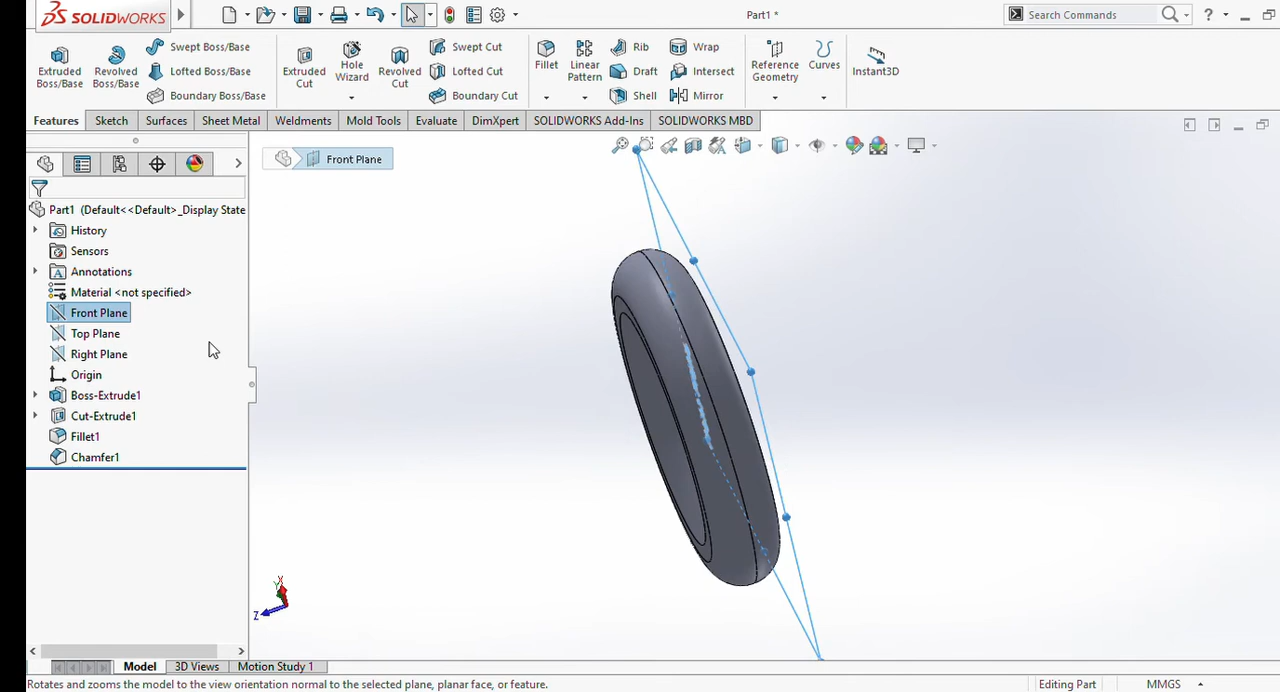 SOLIDWORKS
Part1 *
Search Commands
?
Extruded Boss/Base
Revolved Boss/Base
Swept Boss/Base
Lofted Boss/Base
Boundary Boss/Base
Extruded Cut
Hole Wizard
Revolved Cut
Swept Cut
Lofted Cut
Boundary Cut
Fillet
Linear Pattern
Rib
Draft
Shell
Wrap
Intersect
Mirror
Reference Geometry
Curves
Instant3D
Features
Sketch
Surfaces
Sheet Metal
Weldments
Mold Tools
Evaluate
DimXpert
SOLIDWORKS Add-Ins
SOLIDWORKS MBD
Front Plane
Part1 (Default<<Default>_Display State
History
Sensors
Annotations
Material <not specified>
Front Plane
Top Plane
Right Plane
Origin
Boss-Extrude1
Cut-Extrude1
Fillet1
Chamfer1
X
Y
Z
Model
3D Views
Motion Study 1
Rotates and zooms the model to the view orientation normal to the selected plane, planar face, or feature.
Editing Part
MMGS